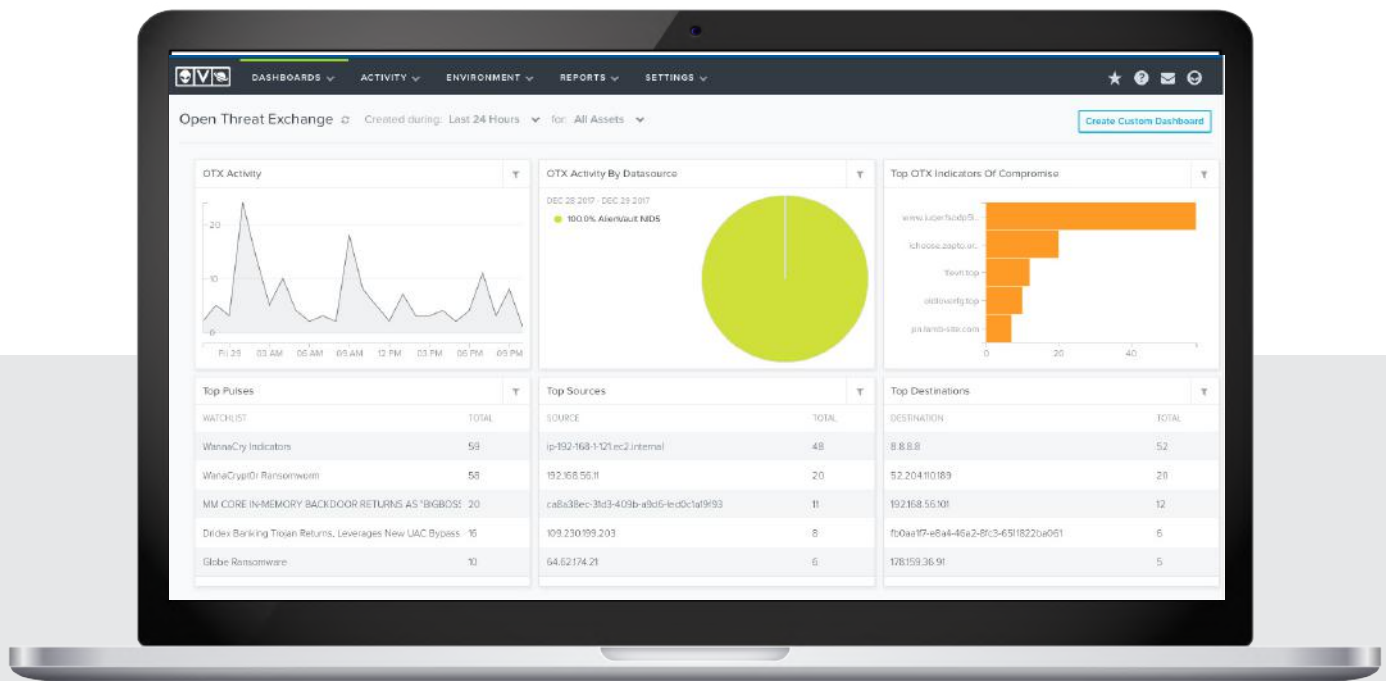 DASHBOARDS ACTIVITY ENVIRONMENT REPORTS SETTINGS
Open Threat Exchange Created during: Last 24 Hours for: All Assets
Create Custom Dashboard
OTX Activity
20
10
0
Fri 29 03 AM 06 AM 09 AM 12 PM 03 PM 06 PM 09 PM
OTX Activity By Datasource
DEC 28 2017 - DEC 29 2017
100.0% AlienVault NIDS
Top OTX Indicators Of Compromise
0 20 40
Top Pulses
WATCHLIST TOTAL
WannaCry Indicators 59
WanaCrypt0r Ransomworm 58
MM CORE IN-MEMORY BACKDOOR RETURNS AS "BIGBOSS 20
Dridex Banking Trojan Returns, Leverages New UAC Bypass 16
Globe Ransomware 10
Top Sources
SOURCE TOTAL
ip-192-168-1-121.ec2.internal 48
192.168.56.11 20
11
109.230.199.203 8
64.62.174.21 6
Top Destinations
DESTINATION TOTAL
8.8.8.8 52
52.204.110.189 20
192.168.56.101 12
6
178.159.36.91 5